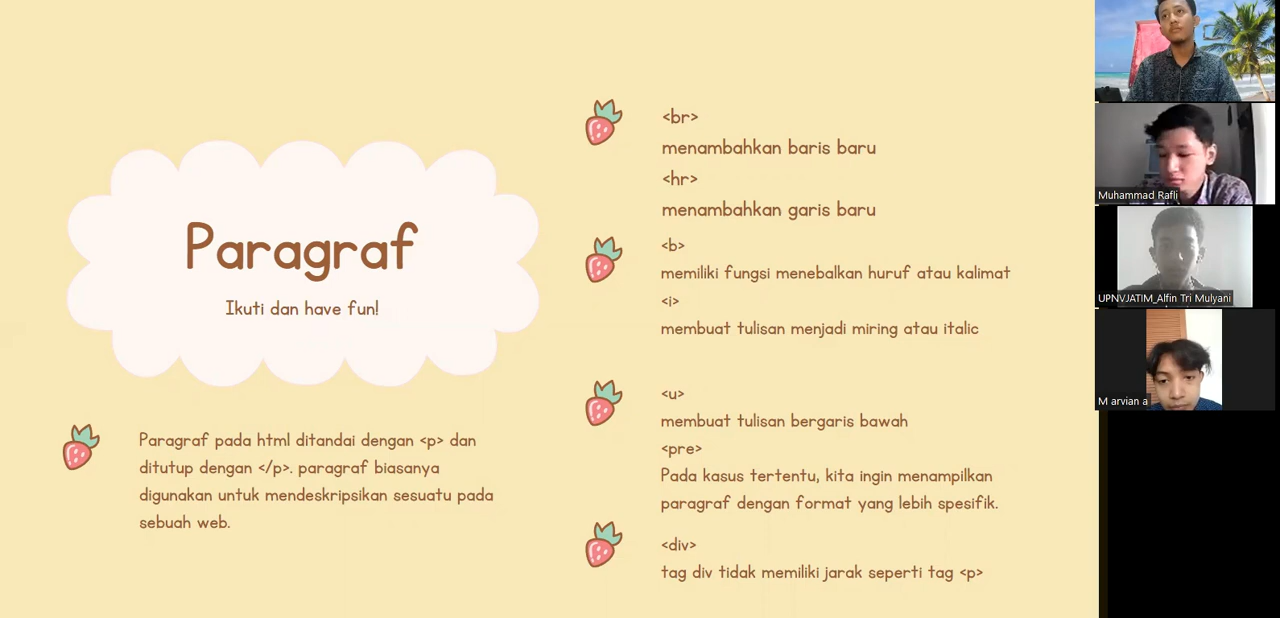 Paragraf
Ikuti dan have fun!
Paragraf pada html ditandai dengan <p> dan
ditutup dengan </p>. paragraf biasanya
digunakan untuk mendeskripsikan sesuatu pada
sebuah web.
<br>
menambahkan baris baru
<hr>
menambahkan garis baru
<b>
memiliki fungsi menebalkan huruf atau kalimat
<i>
membuat tulisan menjadi miring atau italic
<u>
membuat tulisan bergaris bawah
<pre>
Pada kasus tertentu, kita ingin menampilkan
paragraf dengan format yang lebih spesifik.
<div>
tag div tidak memiliki jarak seperti tag <p>
Muhammad Rafli
UPNVJATIM_Alfin Tri Mulyani
M arvian a